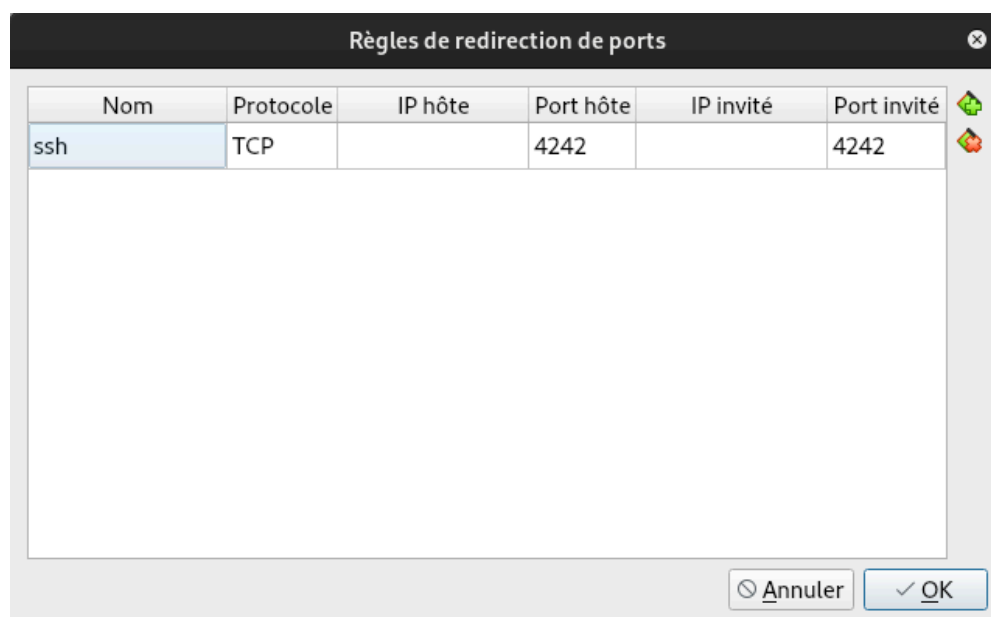 Règles de redirection de ports
Nom Protocole IP hôte Port hôte IP invité Port invité
ssh TCP 4242 4242
Annuler OK